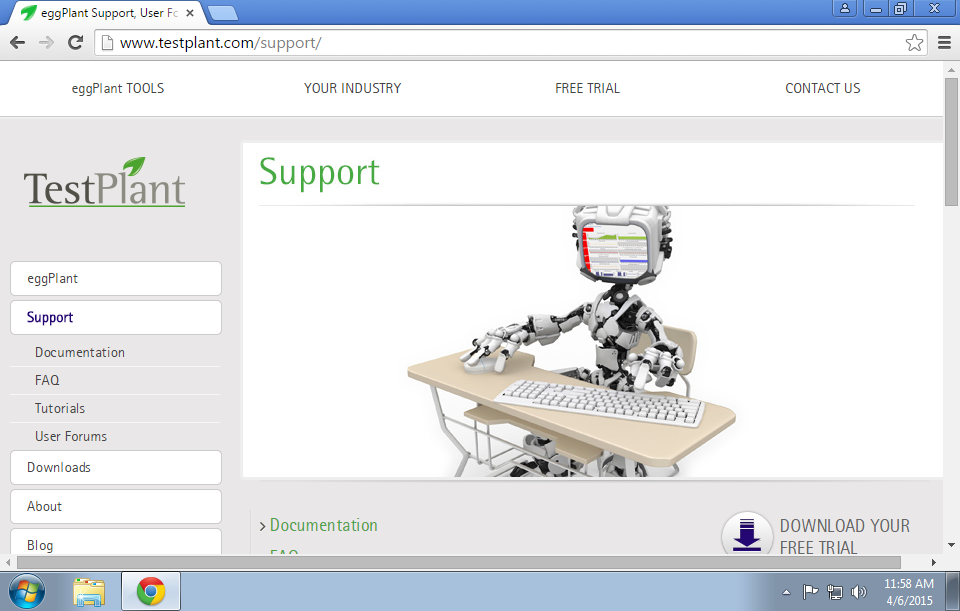 eggPlant Support, User Fo
www.testplant.com/support/
eggPlant TOOLS
YOUR INDUSTRY
FREE TRIAL
CONTACT US
TestPlant
Support
eggPlant
Support
Documentation
FAQ
Tutorials
User Forums
Downloads
About
Blog
Documentation
FAQ
DOWNLOAD YOUR
FREE TRIAL
11:58 AM
4/6/2015